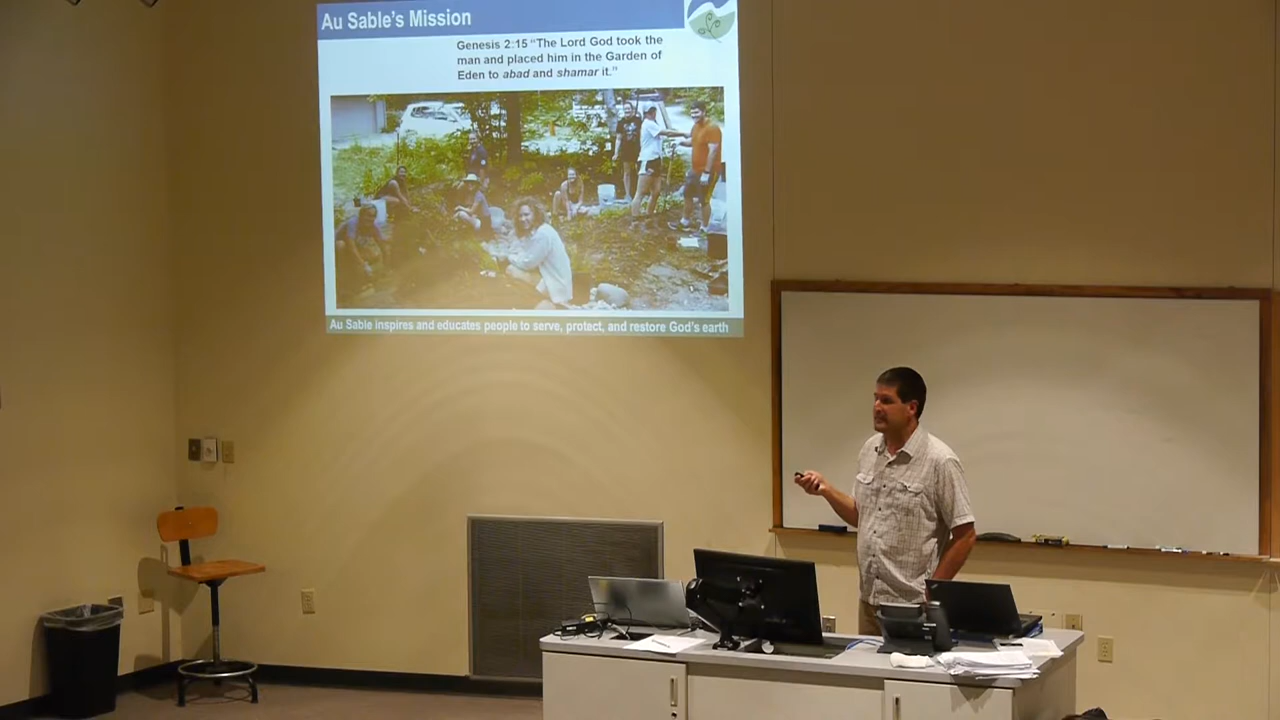 Au Sable's Mission
Genesis 2:15 "The Lord God took the
man and placed him in the Garden of
Eden to abad and shamar it."
Au Sable inspires and educates people to serve, protect, and restore God's earth